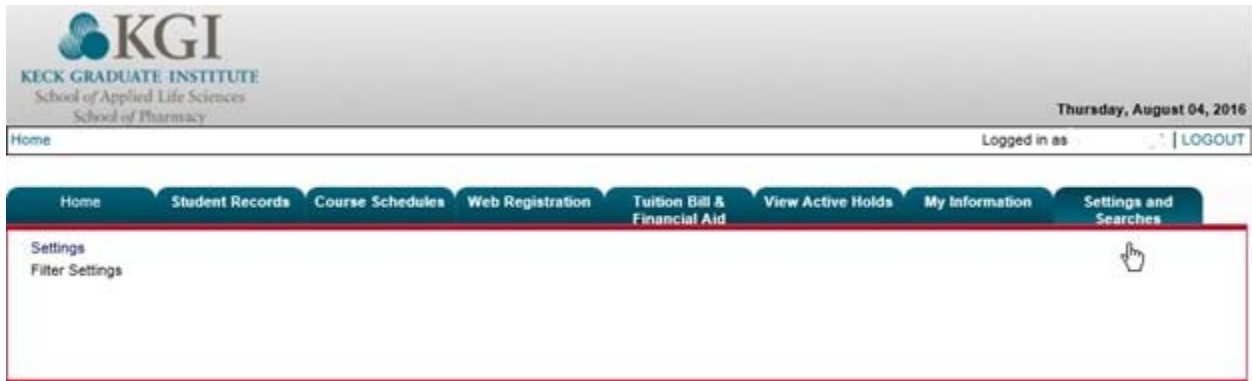 KGI
KECK GRADUATE INSTITUTE
School of Applied Life Sciences
School of Pharmacy
Thursday, August 04, 2016
Home
Logged in as | LOGOUT
Home Student Records Course Schedules Web Registration Tuition Bill & Financial Aid View Active Holds My Information Settings and Searches
Settings
Filter Settings